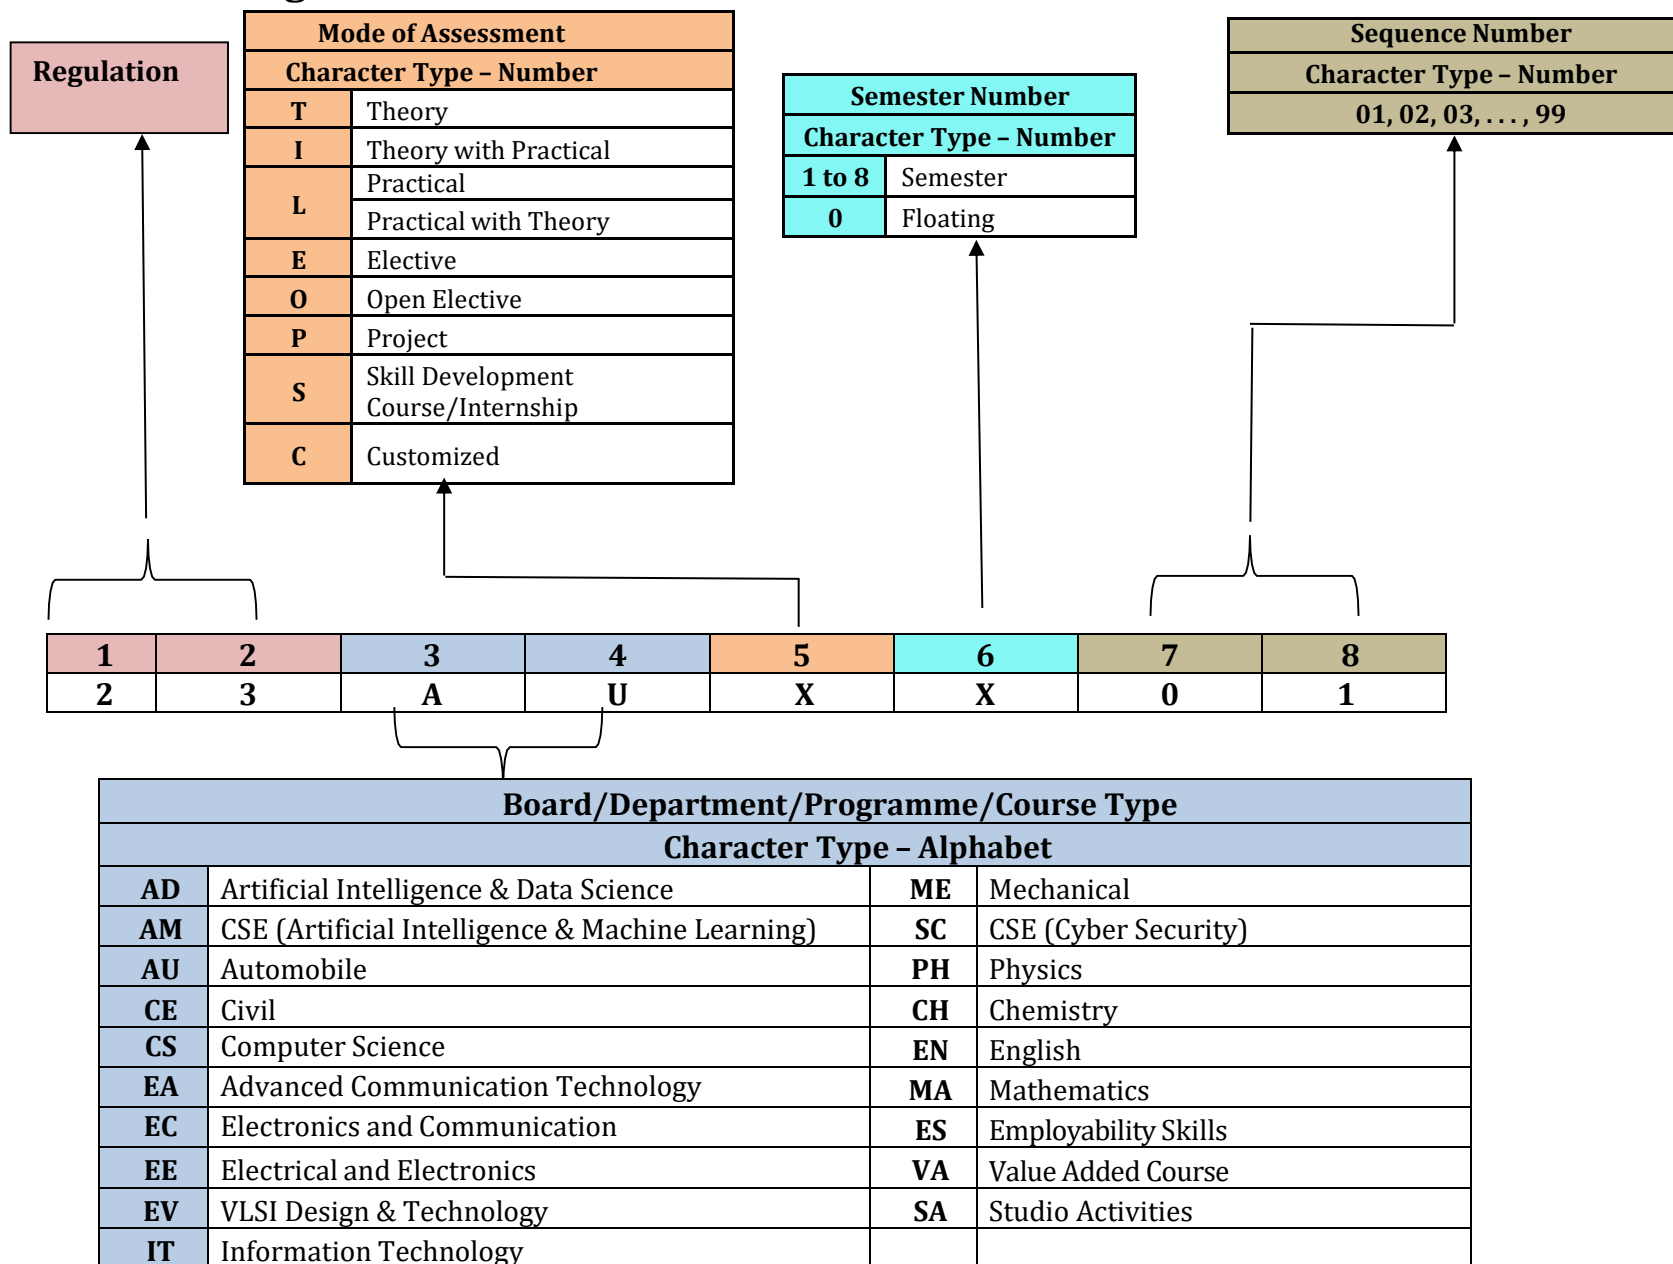 Regulation
Mode of Assessment
Character Type – Number
T Theory
I Theory with Practical
L Practical
Practical with Theory
E Elective
O Open Elective
P Project
S Skill Development
Course/Internship
C Customized
Semester Number
Character Type – Number
1 to 8 Semester
0 Floating
Sequence Number
Character Type – Number
01, 02, 03, . . . , 99
1 2 3 4 5 6 7 8
2 3 A U X X 0 1
Board/Department/Programme/Course Type
Character Type – Alphabet
AD Artificial Intelligence & Data Science ME Mechanical
AM CSE (Artificial Intelligence & Machine Learning) SC CSE (Cyber Security)
AU Automobile PH Physics
CE Civil CH Chemistry
CS Computer Science EN English
EA Advanced Communication Technology MA Mathematics
EC Electronics and Communication ES Employability Skills
EE Electrical and Electronics VA Value Added Course
EV VLSI Design & Technology SA Studio Activities
IT Information Technology